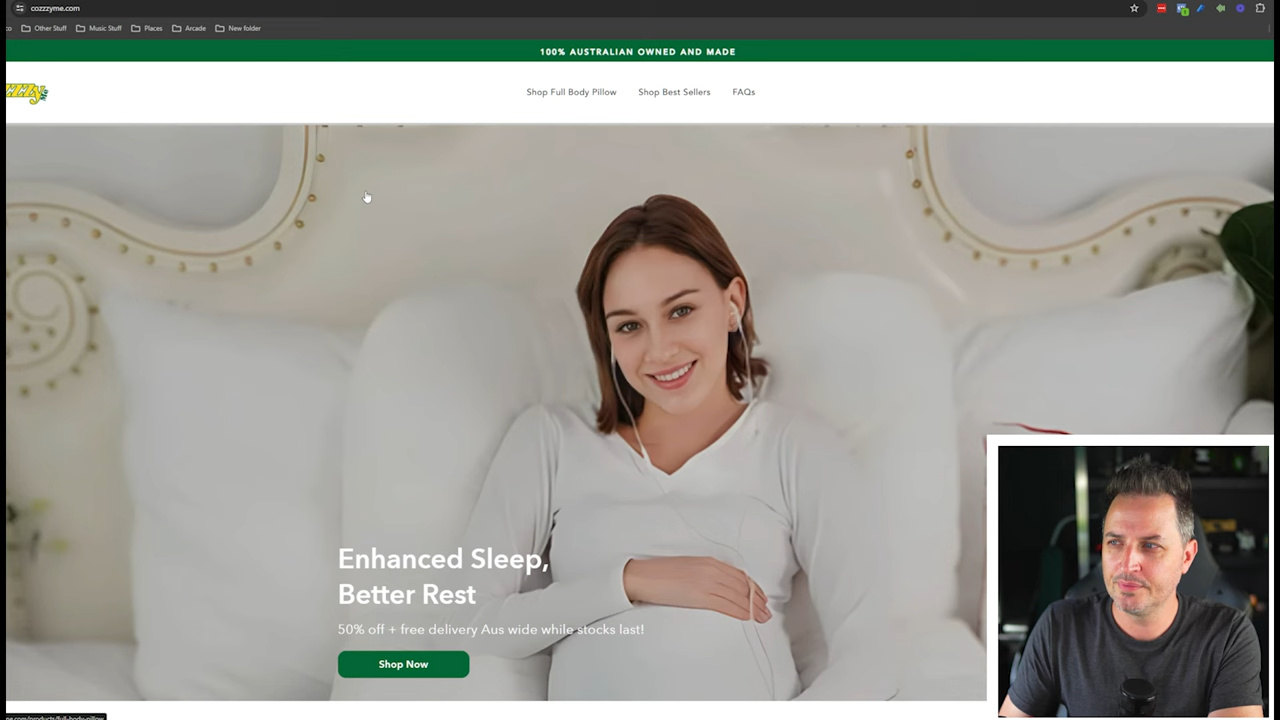 cozzzyme.com
Other Stuff
Music Stuff
Places
Arcade
New folder
100% AUSTRALIAN OWNED AND MADE
Shop Full Body Pillow
Shop Best Sellers
FAQs
Enhanced Sleep,
Better Rest
50% off + free delivery Aus wide while stocks last!
Shop Now